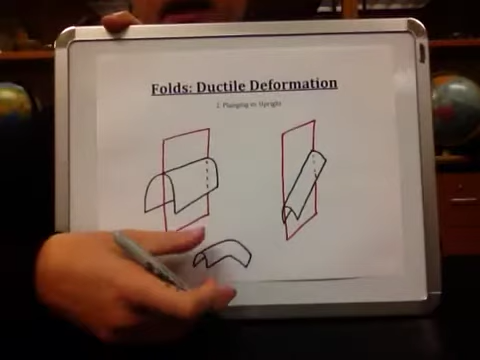 Folds: Ductile Deformation
2. Plunging vs. Upright